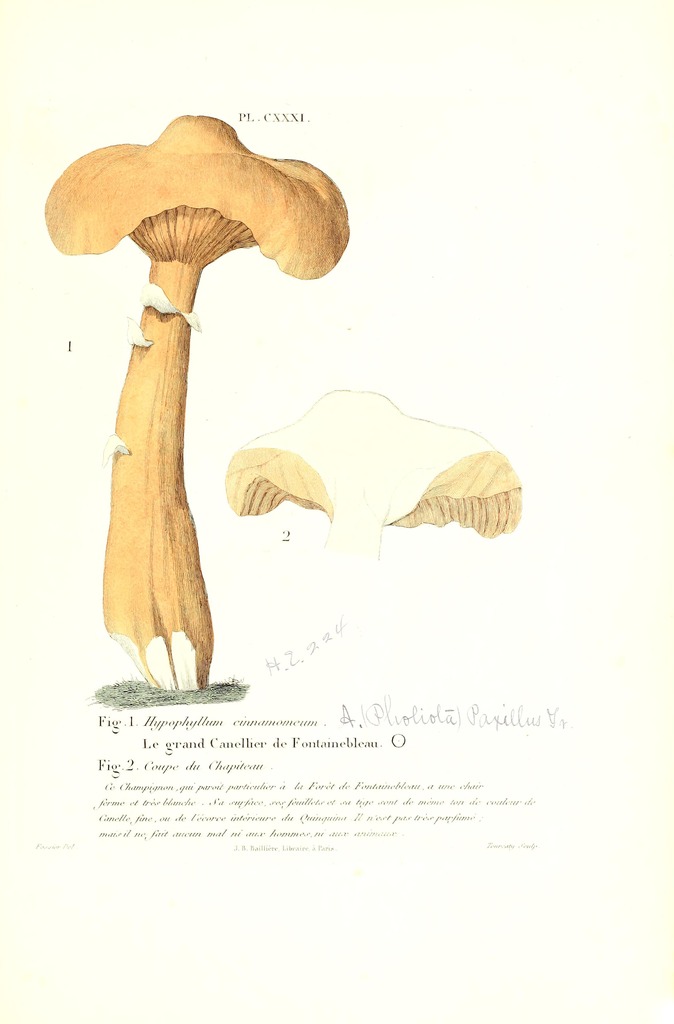 PL. CXXXI.
1
2
H.E. 224
Fig. 1. Hypophyllum cinnamomeum. A. (Pholiota) Paxillus Fr.
Le grand Canellier de Fontainebleau.
Fig. 2. Coupe du Chapiteau.
Ce Champignon, qui paroit particulier à la Forêt de Fontainebleau, a une chair
ferme et très blanche. Sa surface, ses feuillets et sa tige sont de même ton de couleur de
Canelle fine, ou de l'écorce intérieure du Quinquina. Il n'est pas très parfumé;
mais il ne fait aucun mal ni aux hommes, ni aux animaux.
J. B. Baillière, Libraire, à Paris.
Sculp.